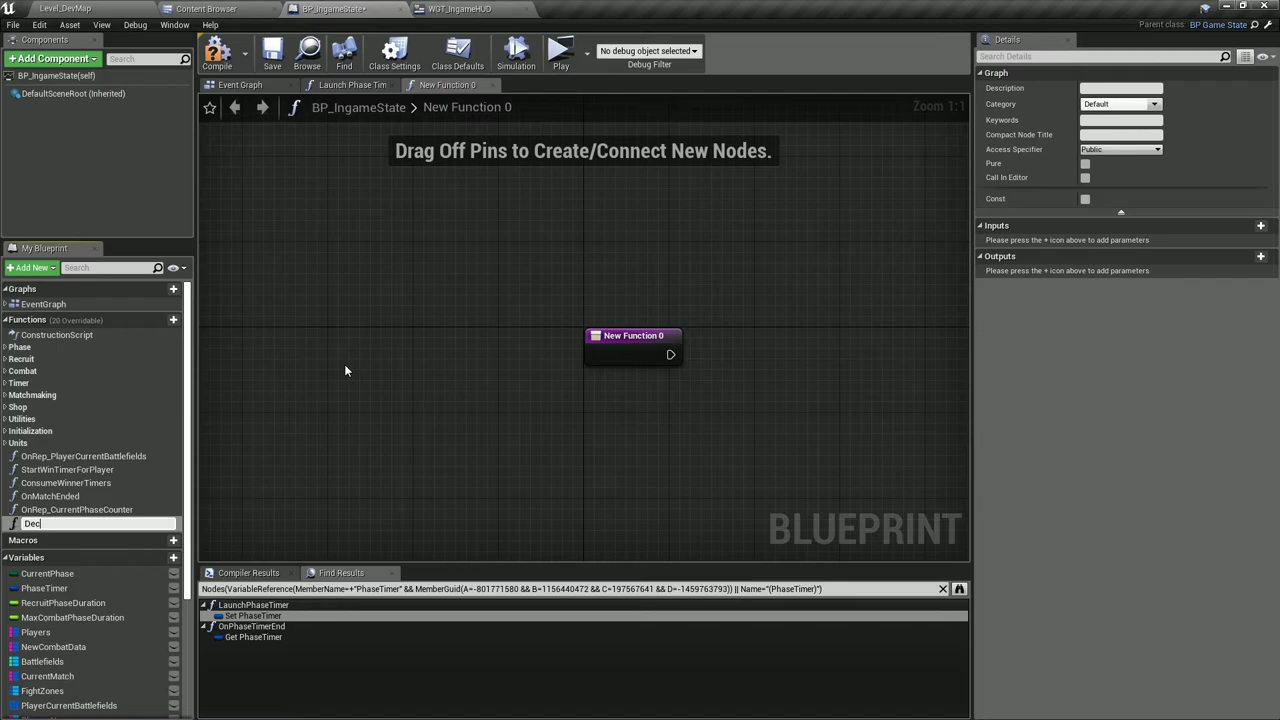 Level_DevMap
Content Browser
BP_IngameState*
WGT_IngameHUD
File Edit Asset View Debug Window Help
Parent class: BP Game State
Components
+Add Component
Search
BP_IngameState(self)
DefaultSceneRoot (Inherited)
Compile
Save
Browse
Find
Class Settings
Class Defaults
Simulation
Play
No debug object selected
Debug Filter
Event Graph
Launch Phase Tim
New Function 0
BP_IngameState
New Function 0
Zoom 1:1
Drag Off Pins to Create/Connect New Nodes.
New Function 0
BLUEPRINT
My Blueprint
+Add New
Search
Graphs
EventGraph
Functions (20 Overridable)
ConstructionScript
Phase
Recruit
Combat
Timer
Matchmaking
Shop
Utilities
Initialization
Units
OnRep_PlayerCurrentBattlefields
StartWinTimerForPlayer
ConsumeWinnerTimers
OnMatchEnded
OnRep_CurrentPhaseCounter
Dec
Macros
Variables
CurrentPhase
PhaseTimer
RecruitPhaseDuration
MaxCombatPhaseDuration
Players
NewCombatData
Battlefields
CurrentMatch
FightZones
PlayerCurrentBattlefields
Compiler Results
Find Results
Nodes(VariableReference(MemberName=+"PhaseTimer" && MemberGuid(A=-801771580 && B=1156440472 && C=197567641 && D=-1459763793)) || Name="(PhaseTimer)")
LaunchPhaseTimer
Set PhaseTimer
OnPhaseTimerEnd
Get PhaseTimer
Details
Search Details
Graph
Description
Category
Default
Keywords
Compact Node Title
Access Specifier
Public
Pure
Call In Editor
Const
Inputs
Please press the + icon above to add parameters
Outputs
Please press the + icon above to add parameters